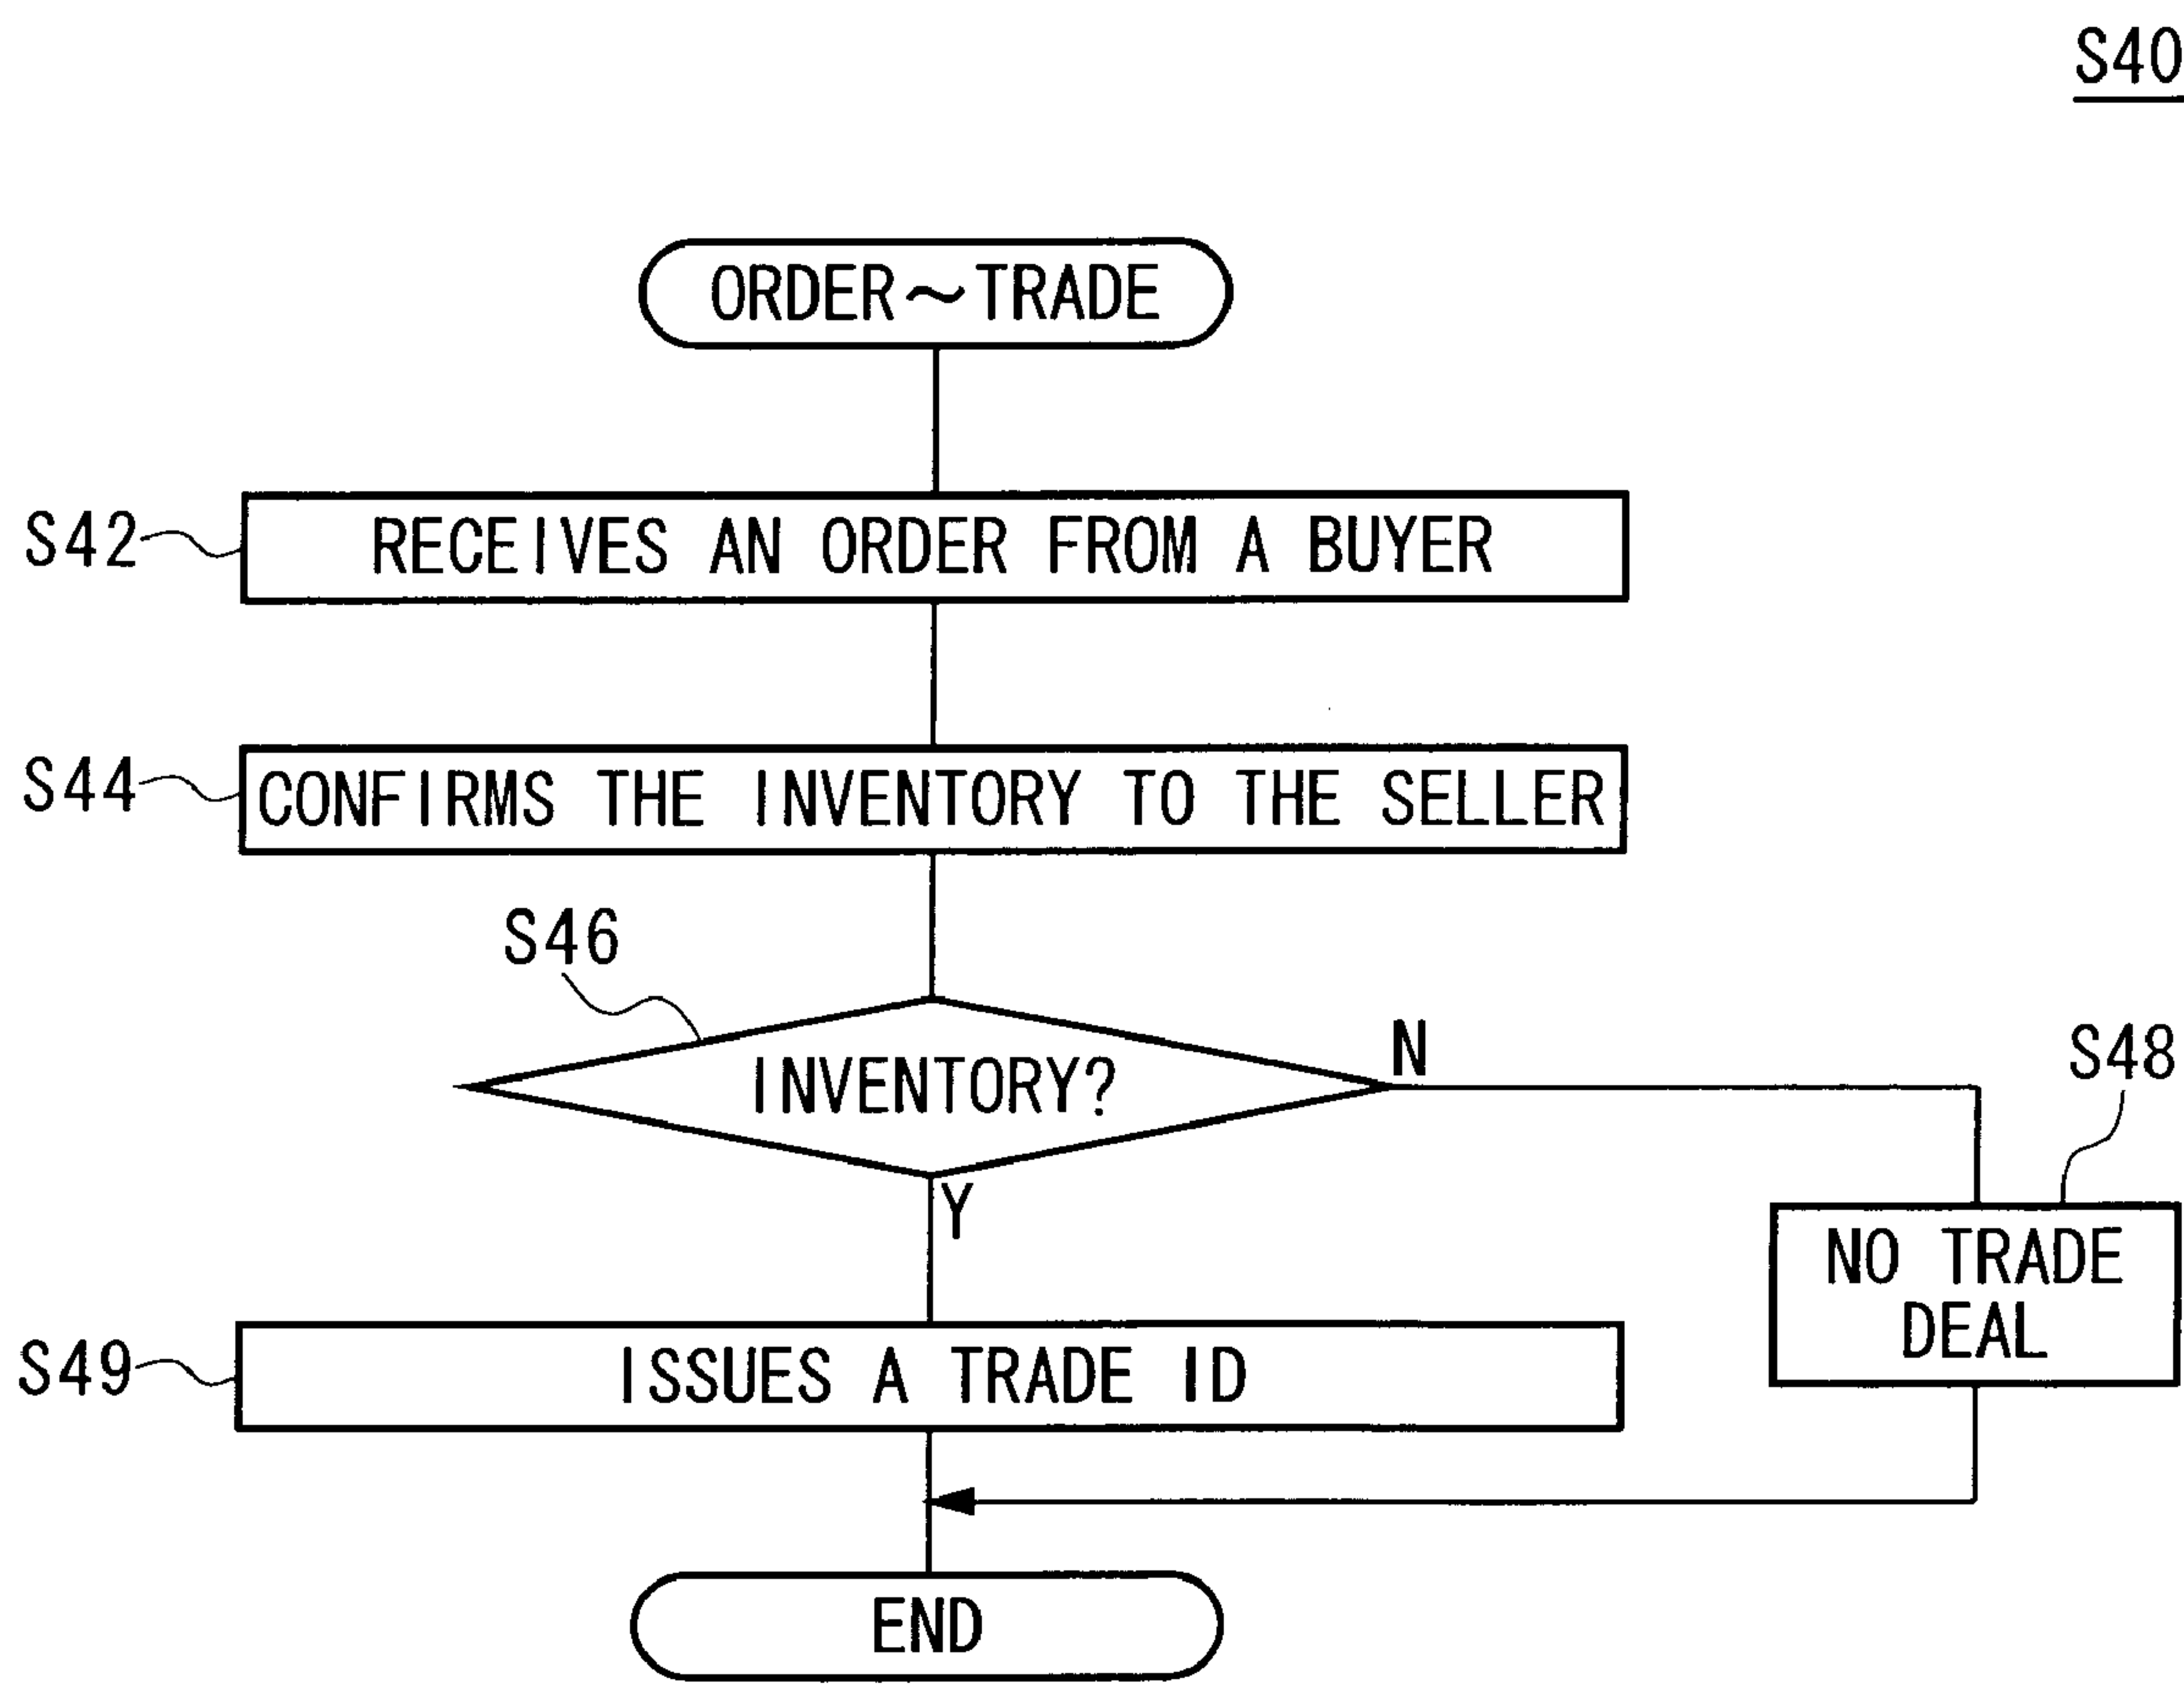 S40
ORDER~TRADE
S42
RECEIVES AN ORDER FROM A BUYER
S44
CONFIRMS THE INVENTORY TO THE SELLER
S46
INVENTORY?
N
S48
Y
NO TRADE
DEAL
S49
ISSUES A TRADE ID
END